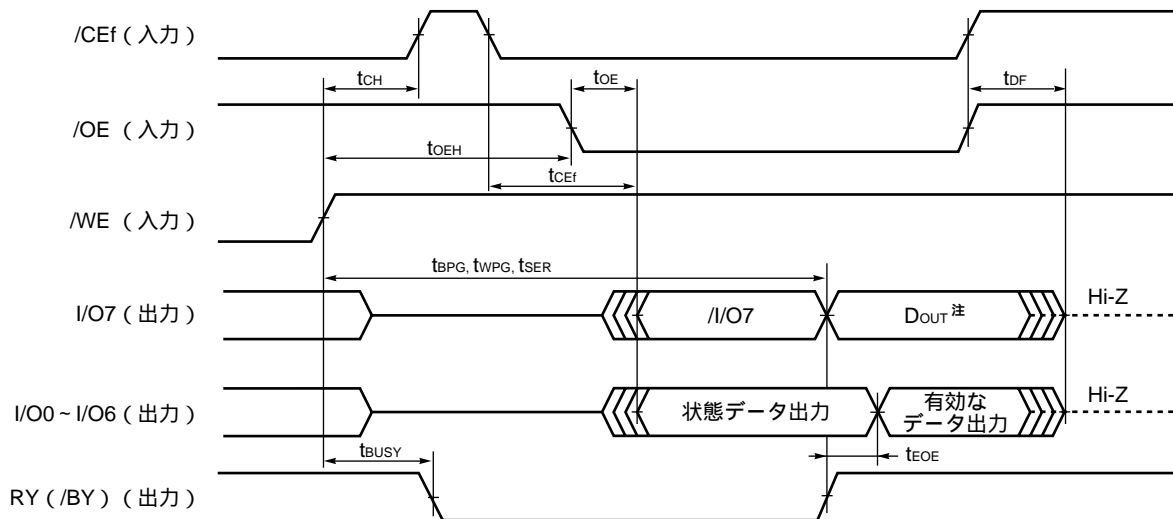 /CEf（入力）
tCH
tOE
tDF
/OE （入力）
tOEH
tCEf
/WE （入力）
tBPG, tWPG, tSER
I/O7（出力）
/I/O7
DOUT 注
Hi-Z
I/O0 ~ I/O6（出力）
状態データ出力
有効な
データ出力
Hi-Z
tBUSY
tEOE
RY（/BY）（出力）